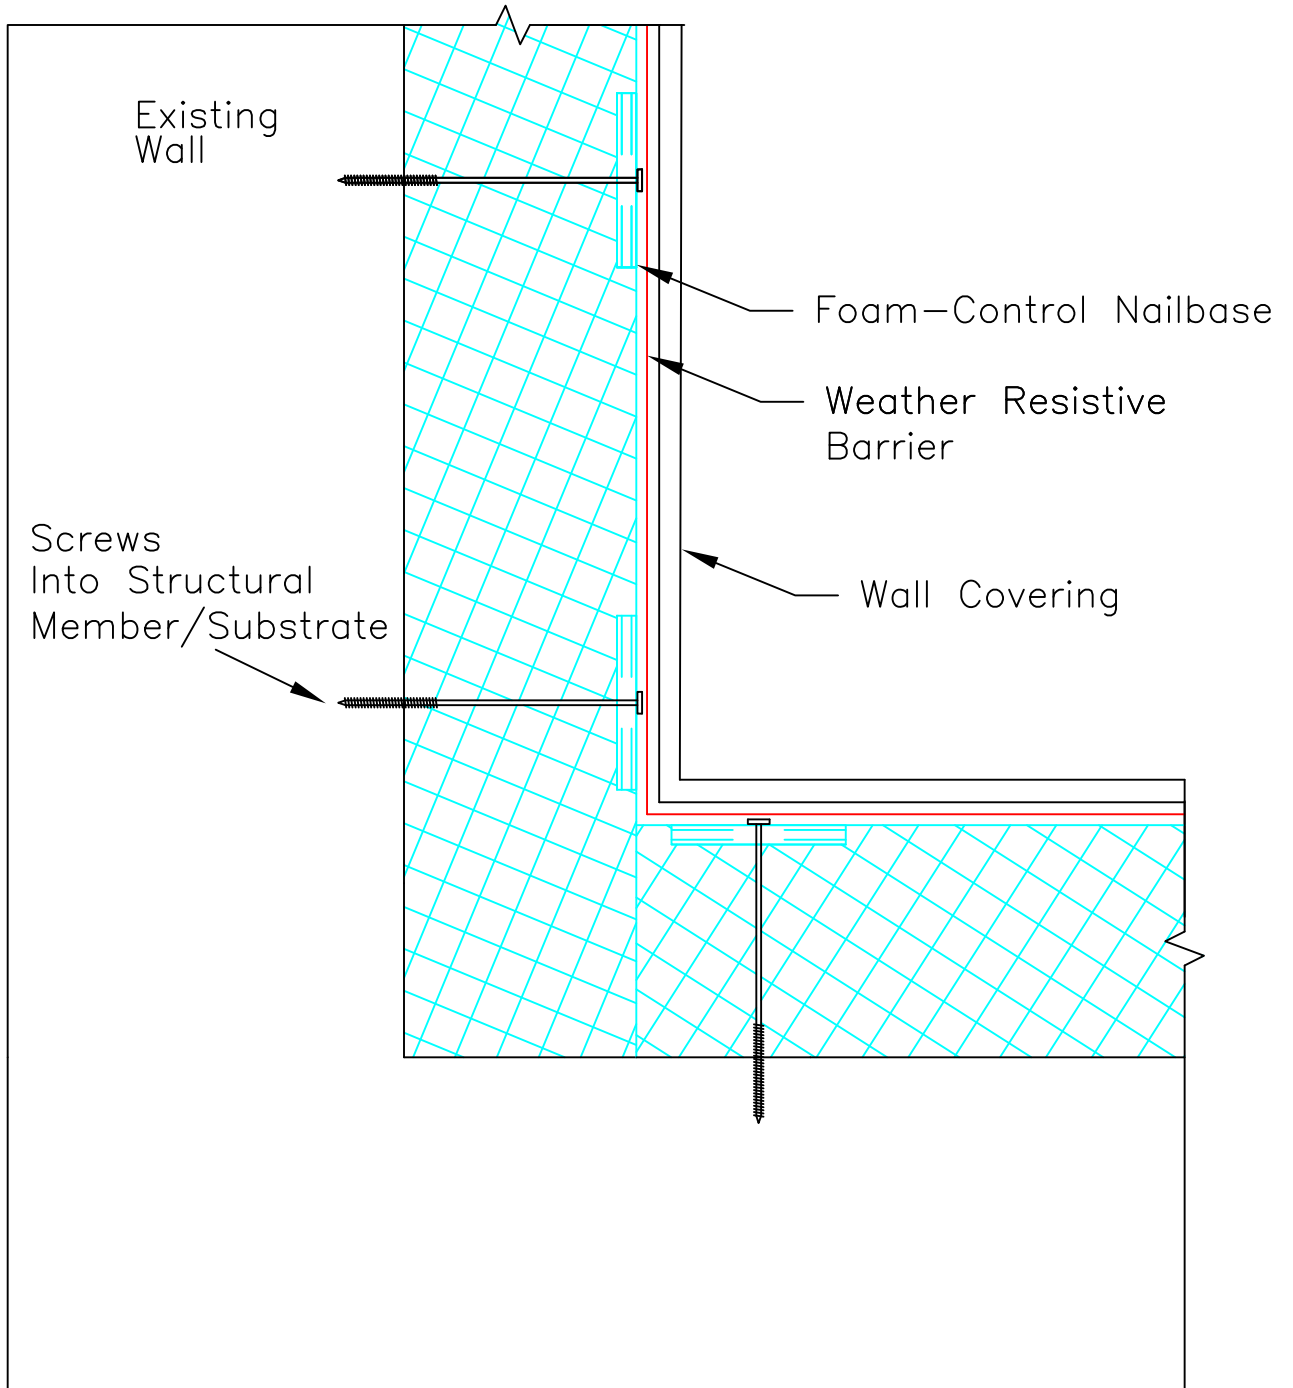 Existing
Wall
Foam-Control Nailbase
Weather Resistive
Barrier
Screws
Into Structural
Member/Substrate
Wall Covering